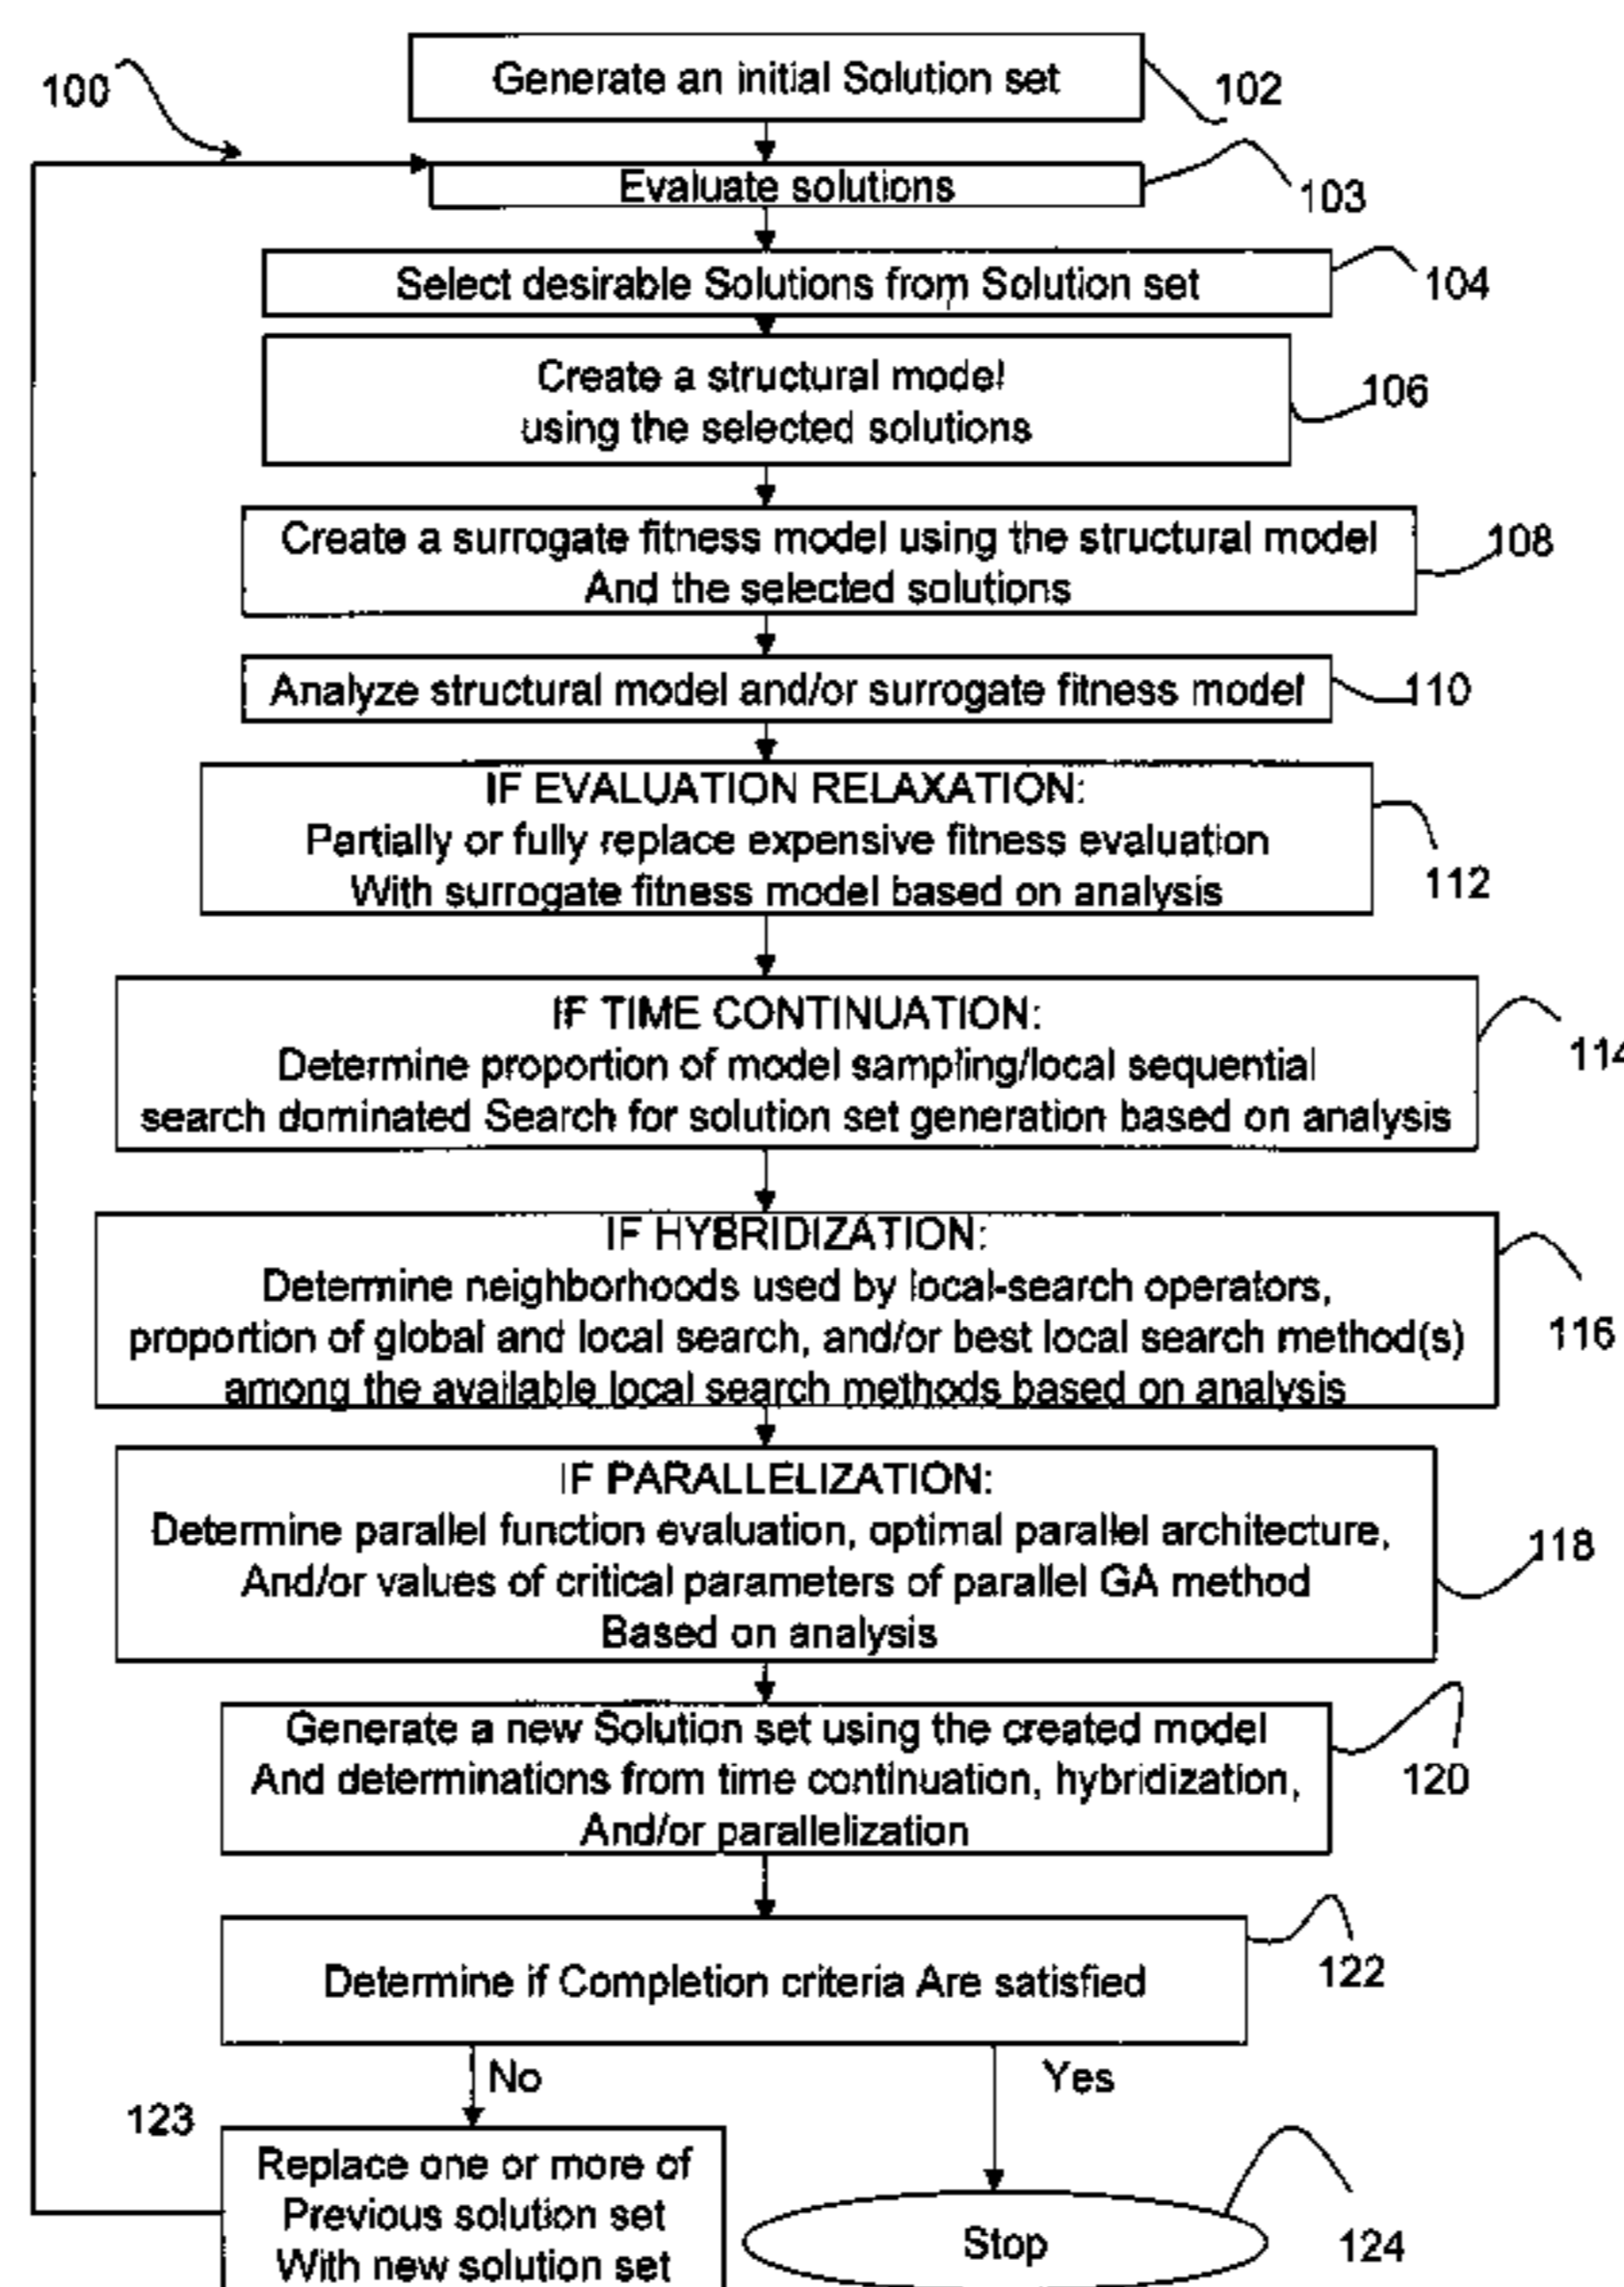 100
Generate an initial Solution set
102
Evaluate solutions
103
Select desirable Solutions from Solution set
104
Create a structural model
using the selected solutions
106
Create a surrogate fitness model using the structural model
And the selected solutions
108
Analyze structural model and/or surrogate fitness model
110
IF EVALUATION RELAXATION:
Partially or fully replace expensive fitness evaluation
With surrogate fitness model based on analysis
112
IF TIME CONTINUATION:
Determine proportion of model sampling/local sequential
search dominated Search for solution set generation based on analysis
114
IF HYBRIDIZATION:
Determine neighborhoods used by local-search operators,
proportion of global and local search, and/or best local search method(s)
among the available local search methods based on analysis
116
IF PARALLELIZATION:
Determine parallel function evaluation, optimal parallel architecture,
And/or values of critical parameters of parallel GA method
Based on analysis
118
Generate a new Solution set using the created model
And determinations from time continuation, hybridization,
And/or parallelization
120
Determine if Completion criteria Are satisfied
122
No
Yes
123
Replace one or more of
Previous solution set
With new solution set
Stop
124